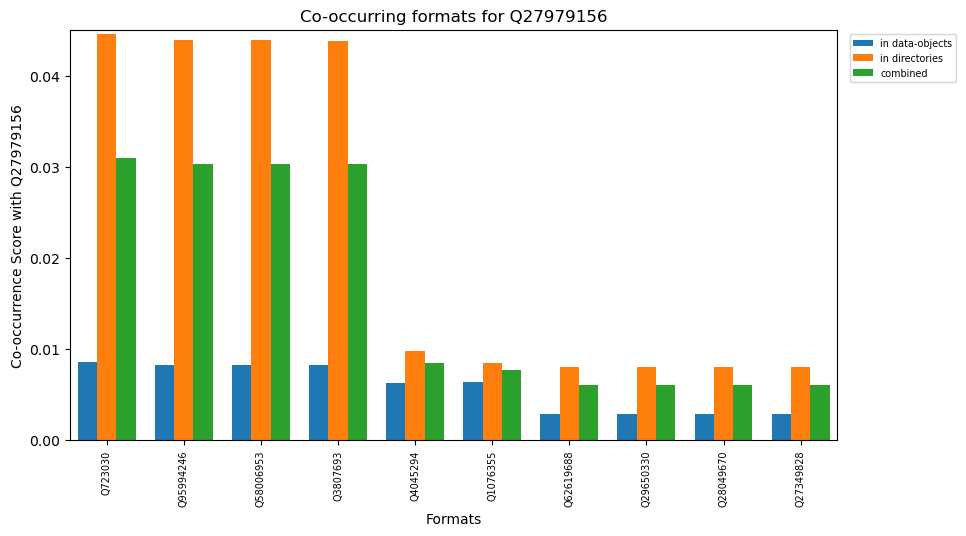 Co-occurring formats for Q27979156
in data-objects
in directories
combined
Co-occurrence Score with Q27979156
0.04
0.03
0.02
0.01
0.00
Q723030
Q95994246
Q58006953
Q3807693
Q4045294
Q1076355
Q62619688
Q29650330
Q28049670
Q27349828
Formats